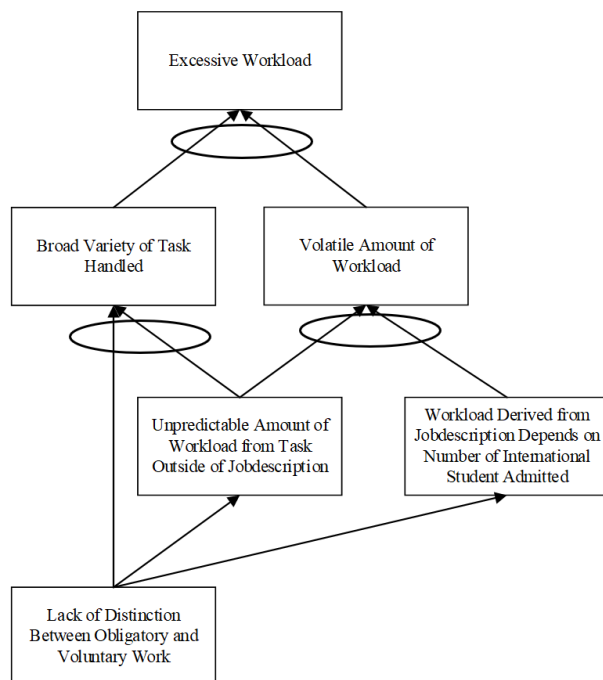 Excessive Workload
Broad Variety of Task
Handled
Volatile Amount of
Workload
Unpredictable Amount of
Workload from Task
Outside of Jobdescription
Workload Derived from
Jobdescription Depends on
Number of International
Student Admitted
Lack of Distinction
Between Obligatory and
Voluntary Work